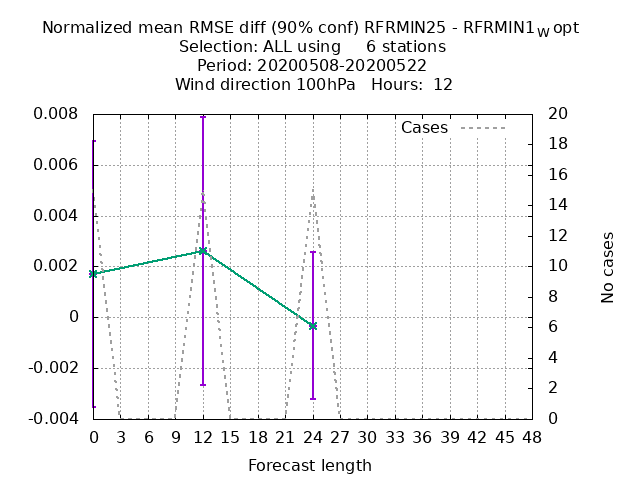 Normalized mean RMSE diff (90% conf) RFRMIN25 - RFRMIN1W opt
Selection: ALL using 6 stations
Period: 20200508-20200522
Wind direction 100hPa Hours: 12
Cases
0.008
0.006
0.004
0.002
0
-0.002
-0.004
20
18
16
14
12
10
8
6
4
2
0
No cases
0 3 6 9 12 15 18 21 24 27 30 33 36 39 42 45 48
Forecast length